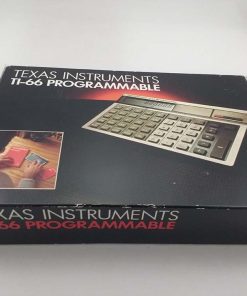 TEXAS INSTRUMENTS
TI-66 PROGRAMMABLE
EXAS INSTRUMENTS
-66 PROGRAMMABLE